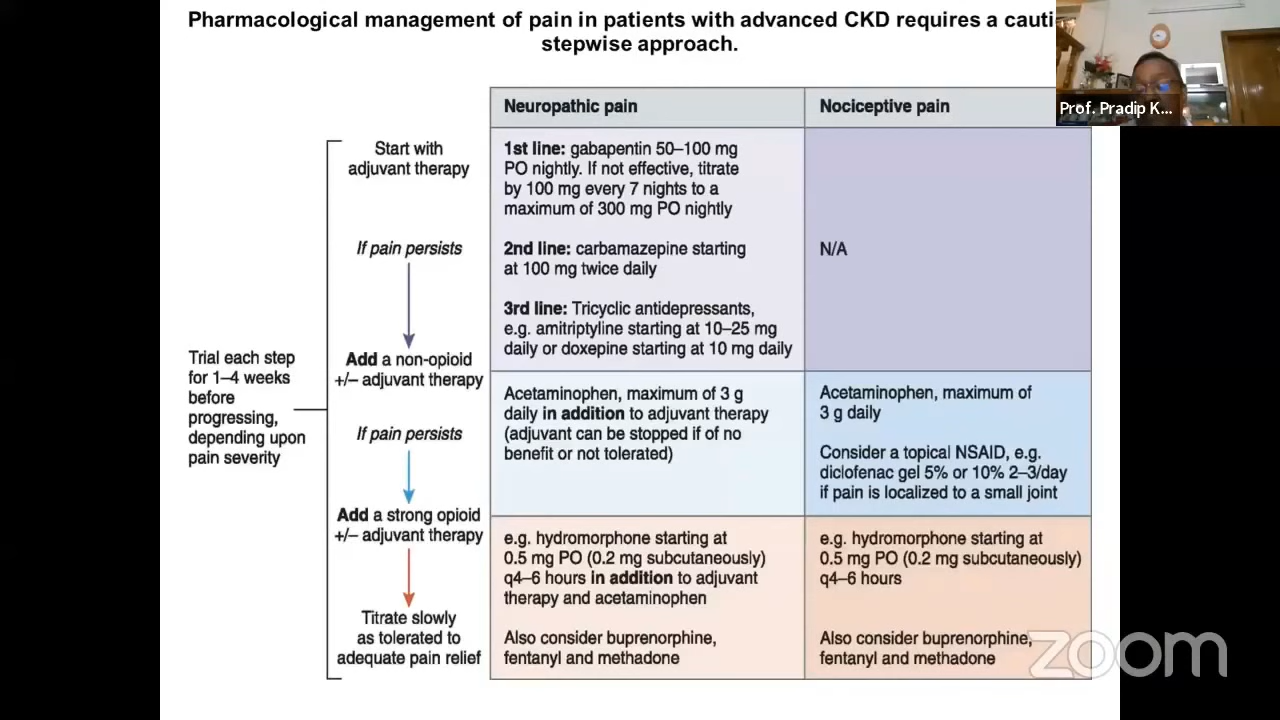 Pharmacological management of pain in patients with advanced CKD requires a cauti
stepwise approach.
Prof. Pradip K...
Neuropathic pain
Nociceptive pain
Trial each step
for 1–4 weeks
before
progressing,
depending upon
pain severity
Start with
adjuvant therapy
If pain persists
Add a non-opioid
+/– adjuvant therapy
If pain persists
Add a strong opioid
+/– adjuvant therapy
Titrate slowly
as tolerated to
adequate pain relief
1st line: gabapentin 50–100 mg
PO nightly. If not effective, titrate
by 100 mg every 7 nights to a
maximum of 300 mg PO nightly
2nd line: carbamazepine starting
at 100 mg twice daily
3rd line: Tricyclic antidepressants,
e.g. amitriptyline starting at 10–25 mg
daily or doxepine starting at 10 mg daily
N/A
Acetaminophen, maximum of 3 g
daily in addition to adjuvant therapy
(adjuvant can be stopped if of no
benefit or not tolerated)
Acetaminophen, maximum of
3 g daily
Consider a topical NSAID, e.g.
diclofenac gel 5% or 10% 2–3/day
if pain is localized to a small joint
e.g. hydromorphone starting at
0.5 mg PO (0.2 mg subcutaneously)
q4–6 hours in addition to adjuvant
therapy and acetaminophen
Also consider buprenorphine,
fentanyl and methadone
e.g. hydromorphone starting at
0.5 mg PO (0.2 mg subcutaneously)
q4–6 hours
Also consider buprenorphine,
fentanyl and methadone
zoom